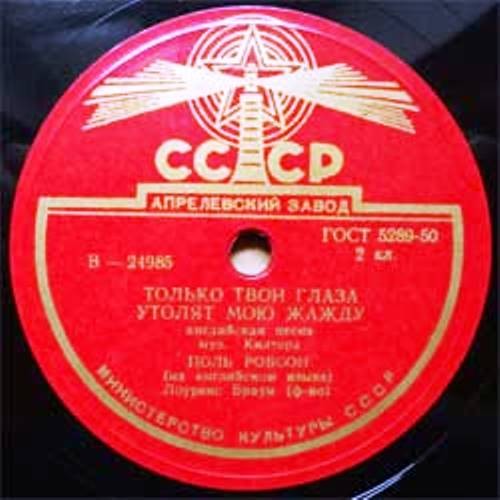 СССР
АПРЕЛЕВСКИЙ ЗАВОД
ГОСТ 5289-50
В — 24985
2 кл.
ТОЛЬКО ТВОИ ГЛАЗА
УТОЛЯТ МОЮ ЖАЖДУ
английская песня
муз. Килтера
ПОЛЬ РОБСОН
(на английском языке)
Лоуренс Браун (ф-но)
МИНИСТЕРСТВО КУЛЬТУРЫ СССР